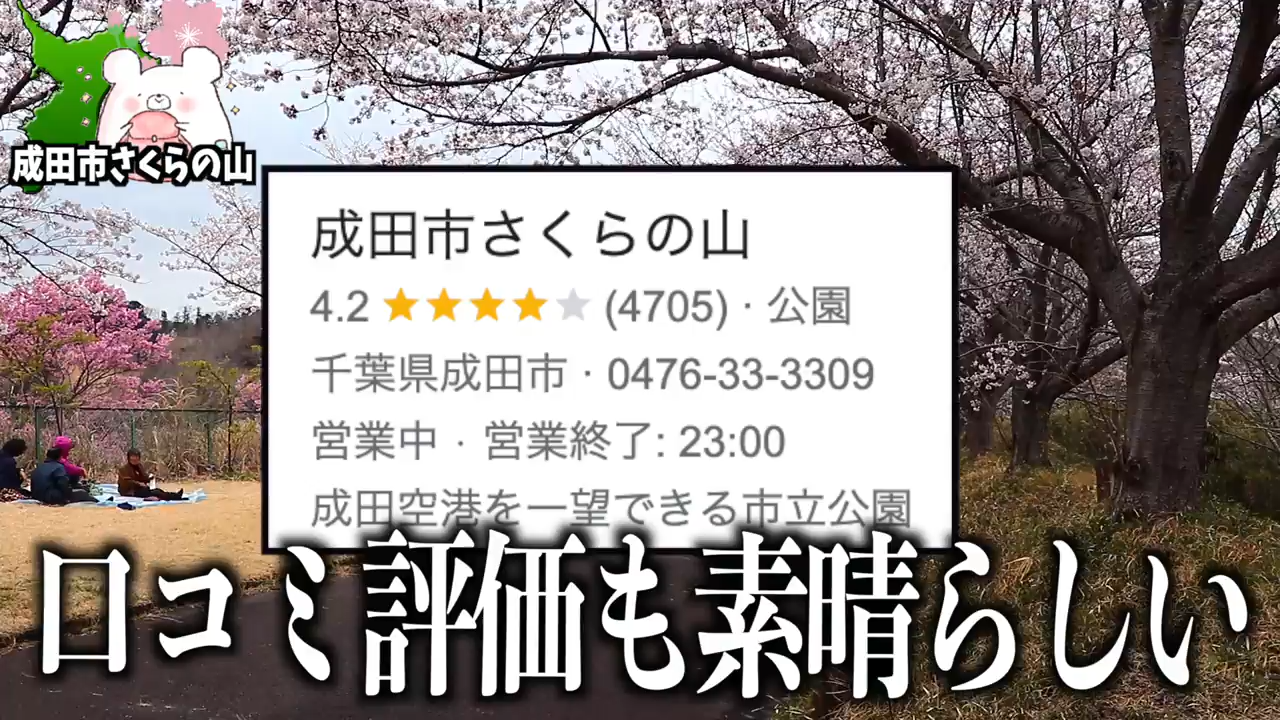 成田市さくらの山
成田市さくらの山
4.2 ★★★★★ (4705) · 公園
千葉県成田市 · 0476-33-3309
営業中 · 営業終了: 23:00
成田空港を一望できる市立公園
口コミ評価も素晴らしい